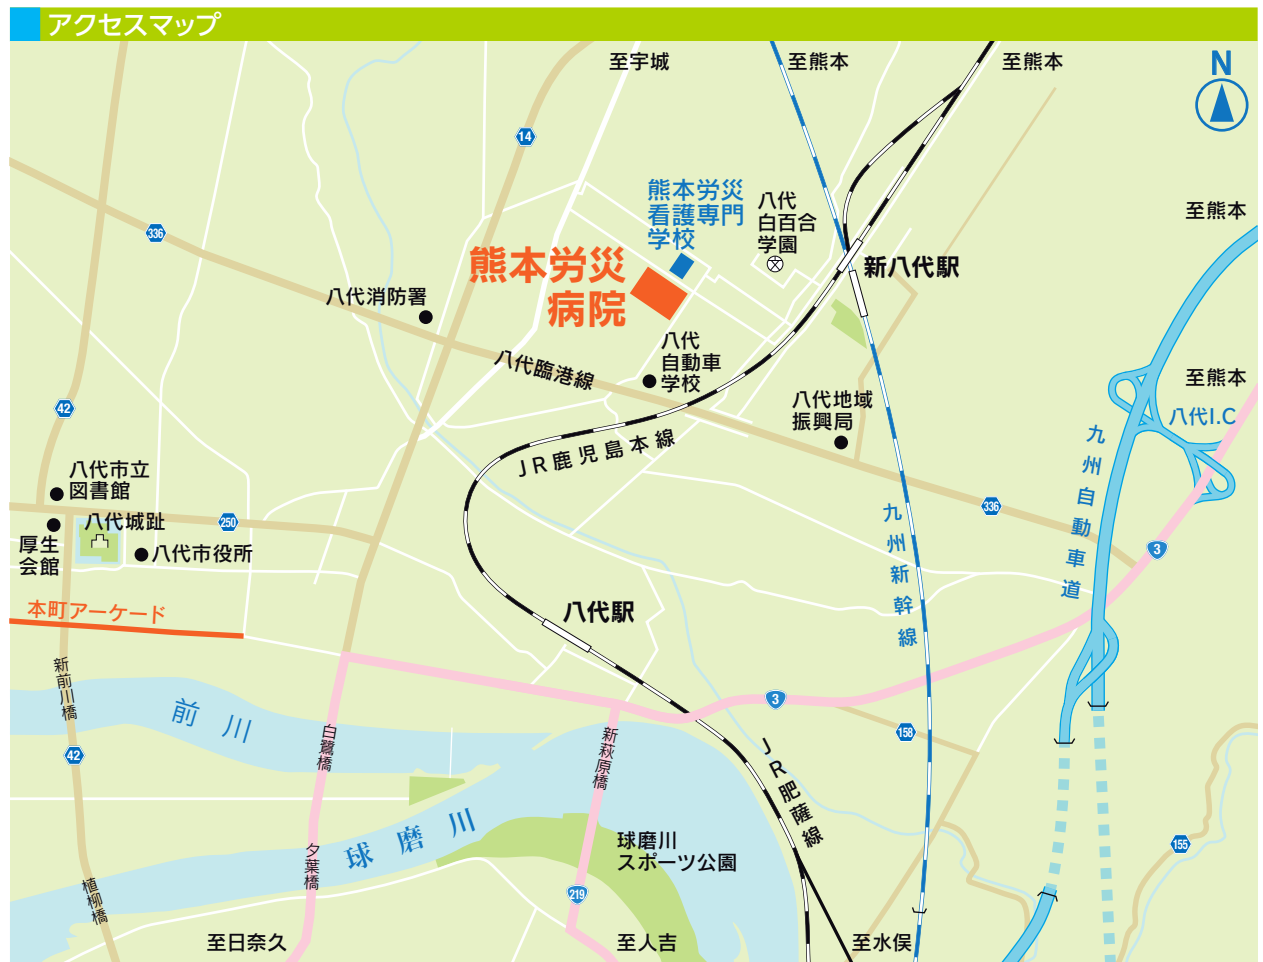 アクセスマップ
至宇城
至熊本
至熊本
N
14
熊本労災
看護専門
学校
八代
白百合
学園
至熊本
336
熊本労災
病院
新八代駅
八代消防署
八代
自動車
学校
八代臨港線
至熊本
八代地域
振興局
八代I.C
42
JR鹿児島本線
九州自動車道
八代市立
図書館
八代城趾
250
336
九州新幹線
厚生
会館
八代市役所
3
本町アーケード
八代駅
新前川橋
前川
白鷺橋
3
新萩原橋
158
42
JR肥薩線
球磨川
球磨川
スポーツ公園
夕葉橋
155
植柳橋
219
至日奈久
至人吉
至水俣